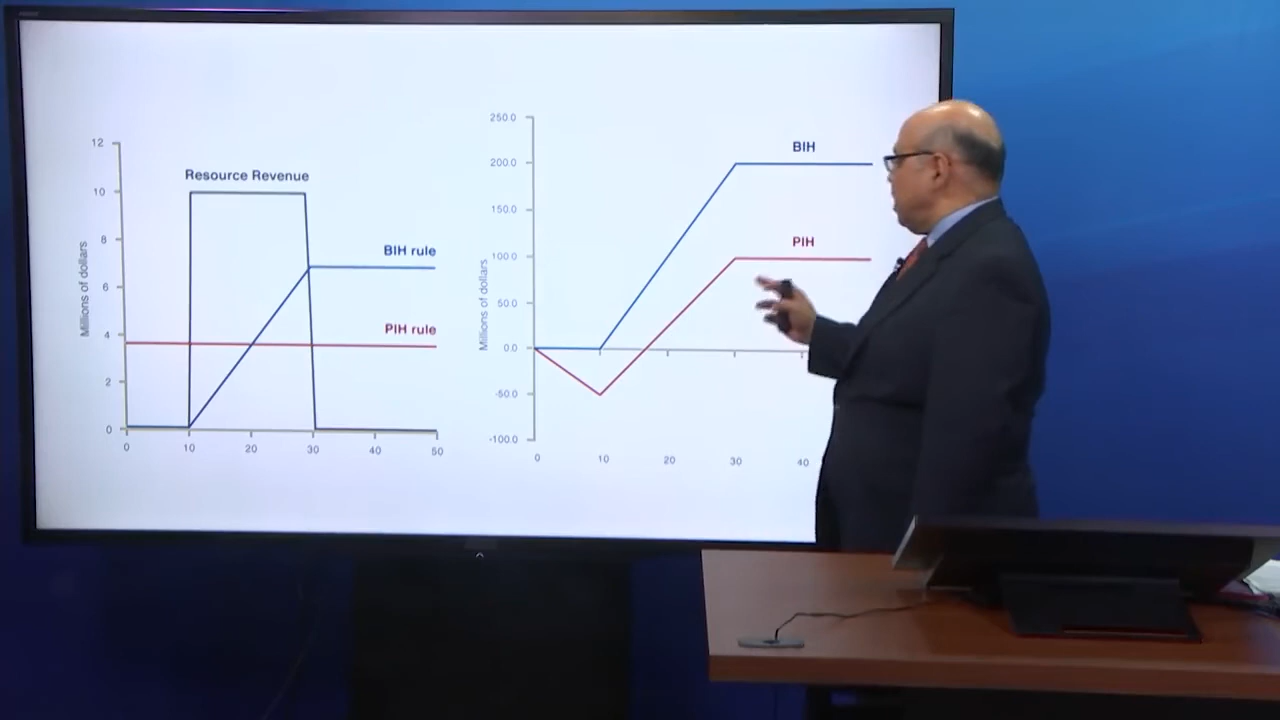 12
Resource Revenue
10
8
BIH rule
6
PIH rule
4
2
0
Millions of dollars
0 10 20 30 40 50
250.0
BIH
200.0
150.0
PIH
100.0
50.0
0.0
-50.0
-100.0
Millions of dollars
0 10 20 30 40